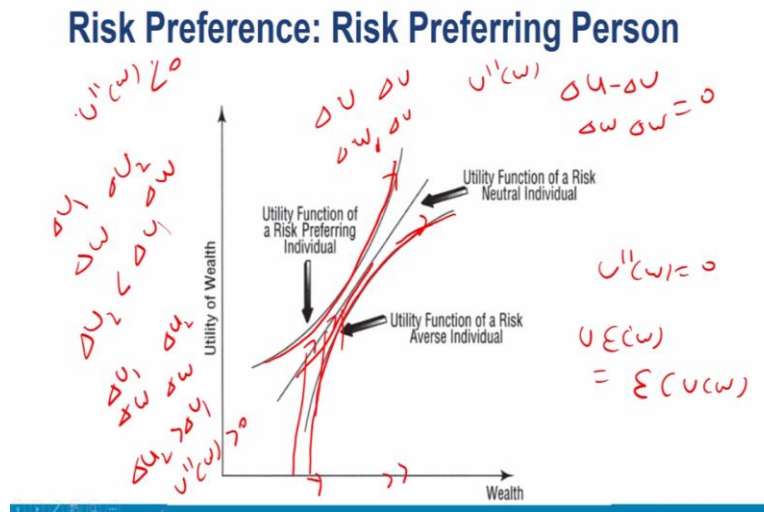 Risk Preference: Risk Preferring Person
U''(W) < 0
ΔU ΔU
ΔW, ΔU
U''(W)
ΔU-ΔU
ΔW ΔW = 0
ΔU1
ΔU2
ΔW
ΔW
ΔU2 < ΔU1
Utility Function of
a Risk Preferring
Individual
Utility Function of a Risk
Neutral Individual
Utility of Wealth
U''(W) = 0
ΔU2
ΔU1
ΔW
ΔW
ΔU2 > ΔU1
U''(W) > 0
Utility Function of a Risk
Averse Individual
U E(W)
= E(U(W)
Wealth